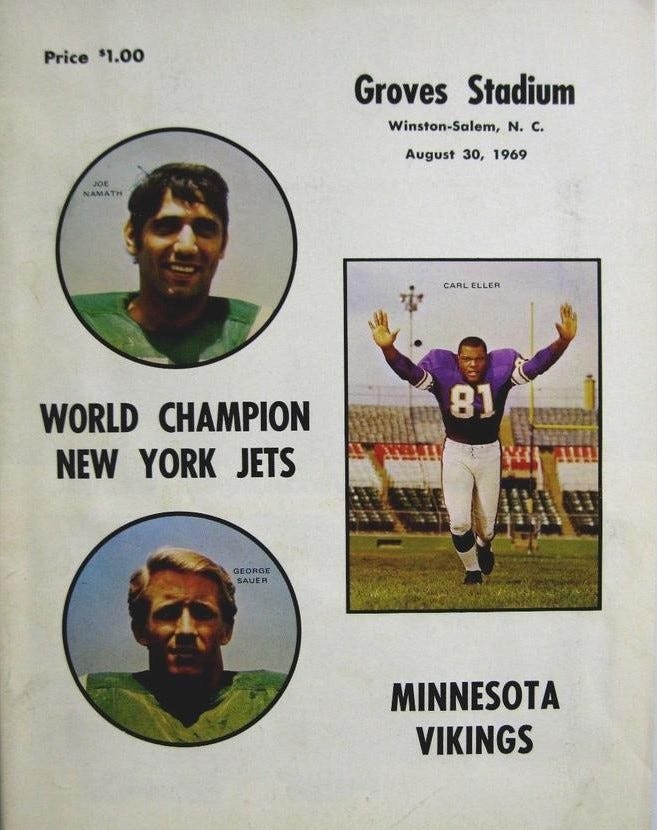 Price $1.00
Groves Stadium
Winston-Salem, N. C.
August 30, 1969
JOE
NAMATH
CARL ELLER
81
WORLD CHAMPION
NEW YORK JETS
GEORGE
SAUER
MINNESOTA
VIKINGS